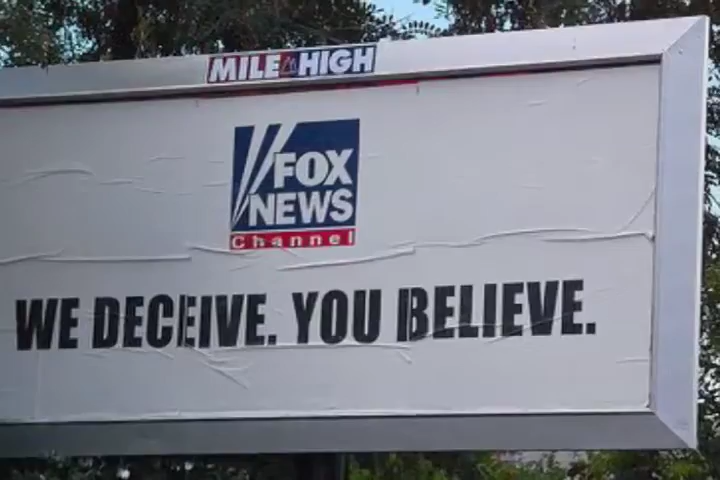 MILE HIGH
FOX
NEWS
Channel
WE DECEIVE. YOU BELIEVE.